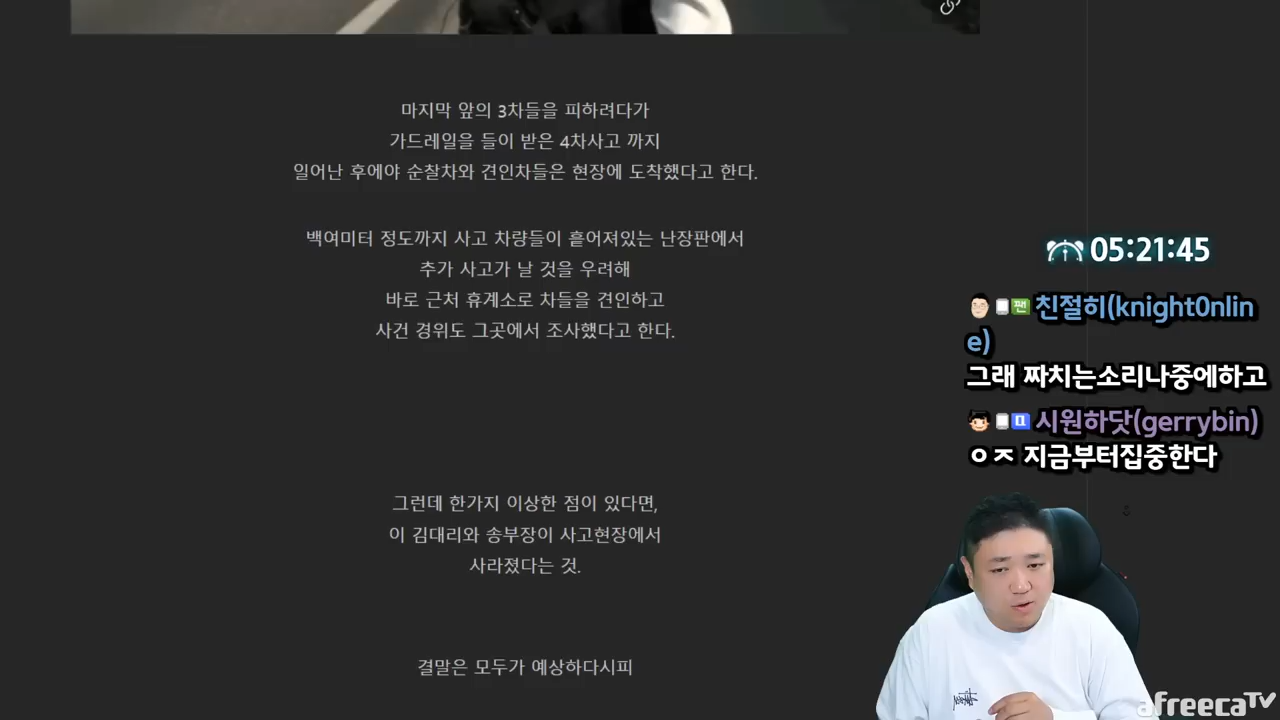 마지막 앞의 3차들을 피하려다가
가드레일을 들이 받은 4차사고 까지
일어난 후에야 순찰차와 견인차들은 현장에 도착했다고 한다.
백여미터 정도까지 사고 차량들이 흩어져있는 난장판에서
추가 사고가 날 것을 우려해
바로 근처 휴계소로 차들을 견인하고
사건 경위도 그곳에서 조사했다고 한다.
그런데 한가지 이상한 점이 있다면,
이 김대리와 송부장이 사고현장에서
사라졌다는 것.
결말은 모두가 예상하다시피
05:21:45
팬 친절히(knight0nlin
e)
그래 짜치는소리나중에하고
시원하닷(gerrybin)
ㅇㅈ 지금부터집중한다
afreecaTV